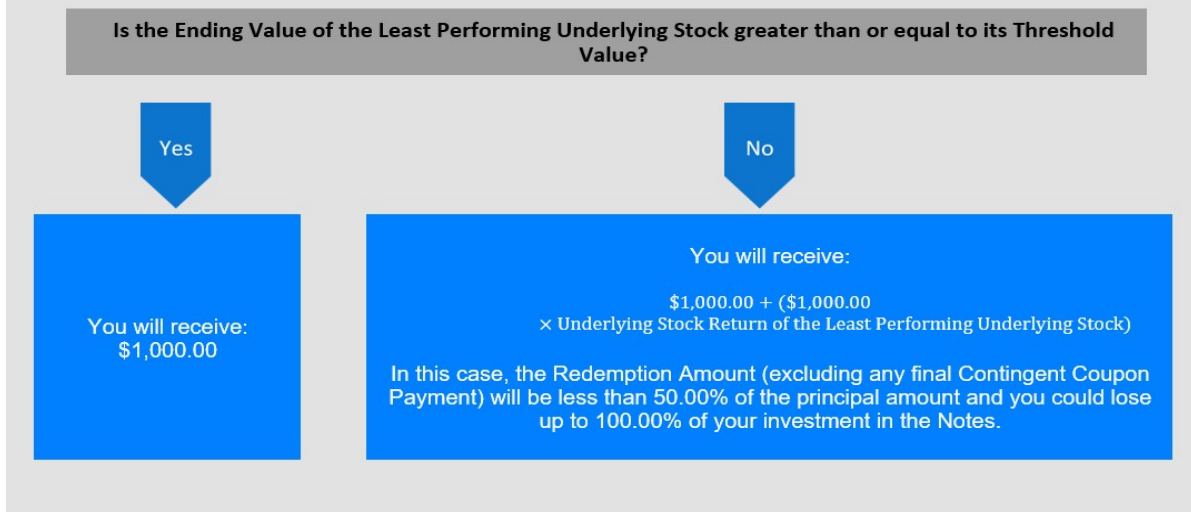 Is the Ending Value of the Least Performing Underlying Stock greater than or equal to its Threshold
Value?
Yes
No
You will receive:
$1,000.00
You will receive:
$1,000.00 + ($1,000.00
× Underlying Stock Return of the Least Performing Underlying Stock)
In this case, the Redemption Amount (excluding any final Contingent Coupon
Payment) will be less than 50.00% of the principal amount and you could lose
up to 100.00% of your investment in the Notes.